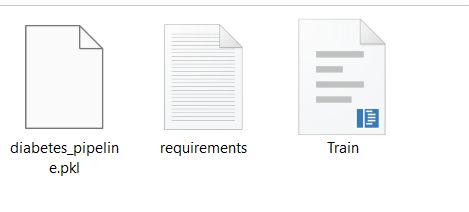 diabetes_pipelin
e.pkl
requirements
Train